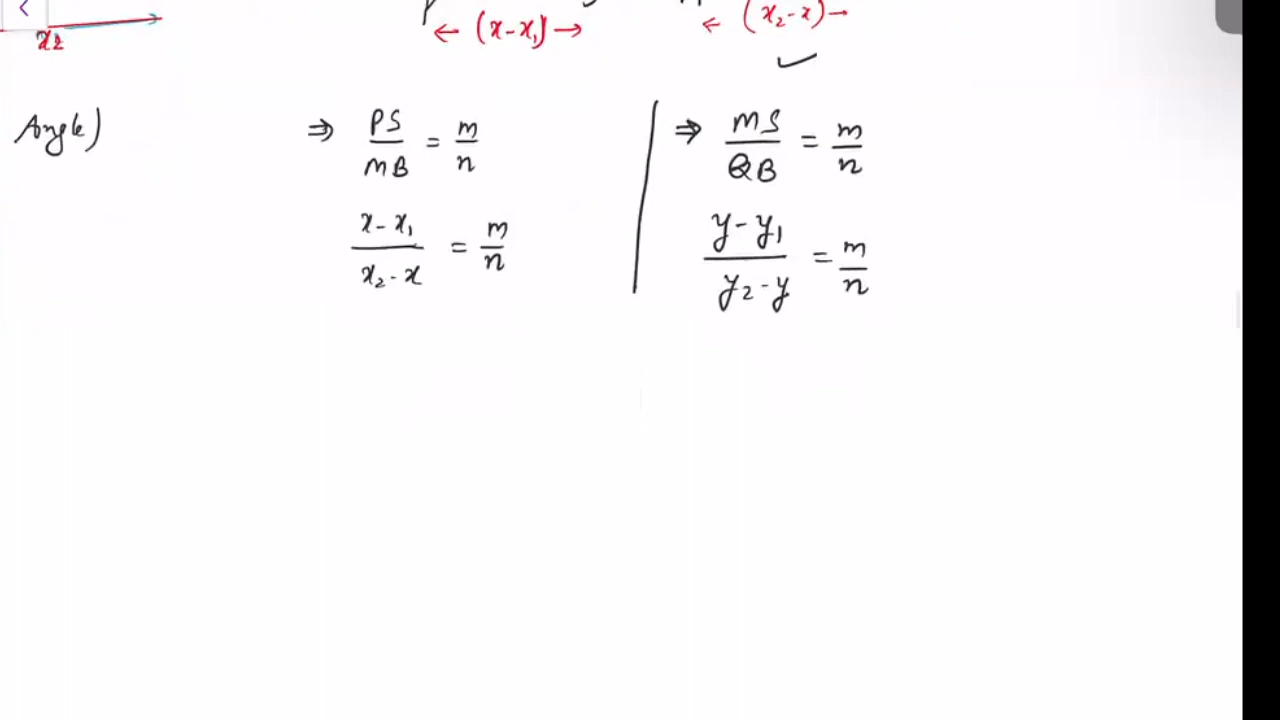 x2
← (x-x1) →
← (x2-x) →
Angle)
⇒ PS/MB = m/n
x-x1/x2-x = m/n
⇒ MS/QB = m/n
y-y1/y2-y = m/n